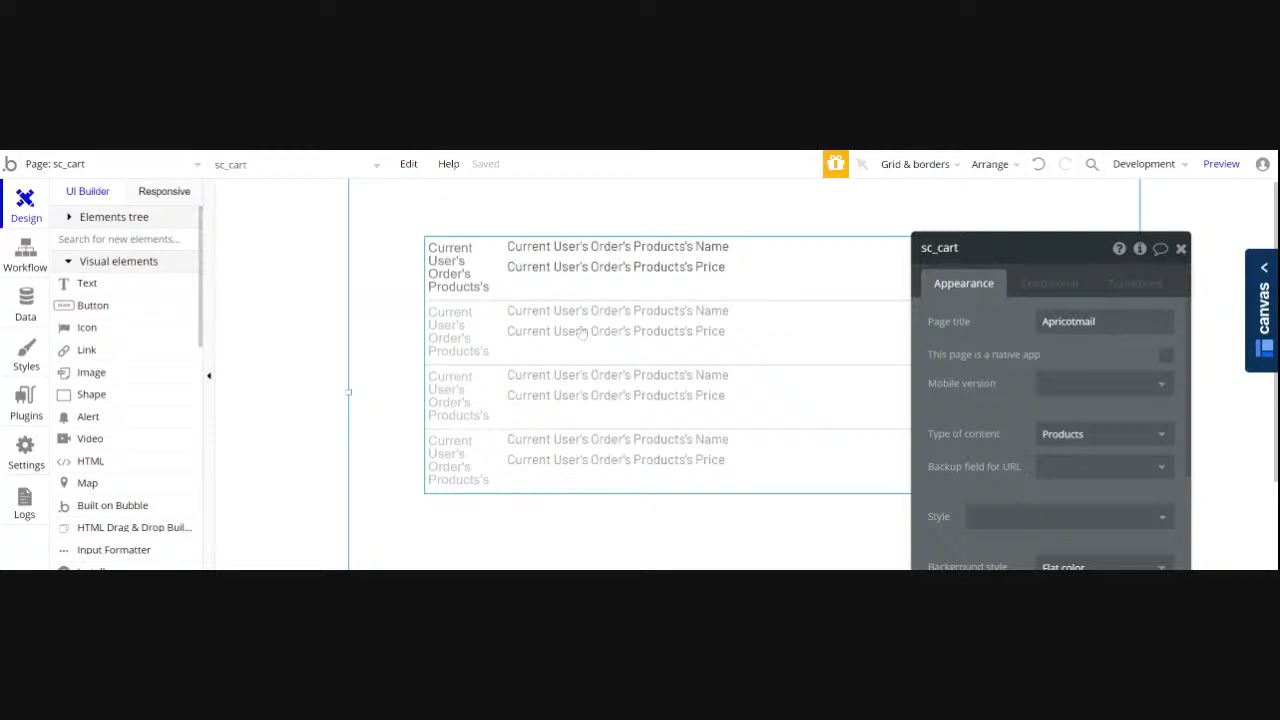 Page: sc_cart
sc_cart
Edit
Help
Saved
Grid & borders
Arrange
Development
Preview
UI Builder
Responsive
Design
Elements tree
Search for new elements...
Workflow
Visual elements
Text
Button
Icon
Data
Link
Image
Styles
Shape
Alert
Plugins
Video
HTML
Settings
Map
Built on Bubble
Logs
HTML Drag & Drop Buil...
Input Formatter
Current
User's
Order's
Products's
Current User's Order's Products's Name
Current User's Order's Products's Price
Current
User's
Order's
Products's
Current User's Order's Products's Name
Current User's Order's Products's Price
Current
User's
Order's
Products's
Current User's Order's Products's Name
Current User's Order's Products's Price
Current
User's
Order's
Products's
Current User's Order's Products's Name
Current User's Order's Products's Price
sc_cart
Appearance
Conditional
Transitions
Page title
Apricotmail
This page is a native app
Mobile version
Type of content
Products
Backup field for URL
Style
Background style
Flat color
canvas